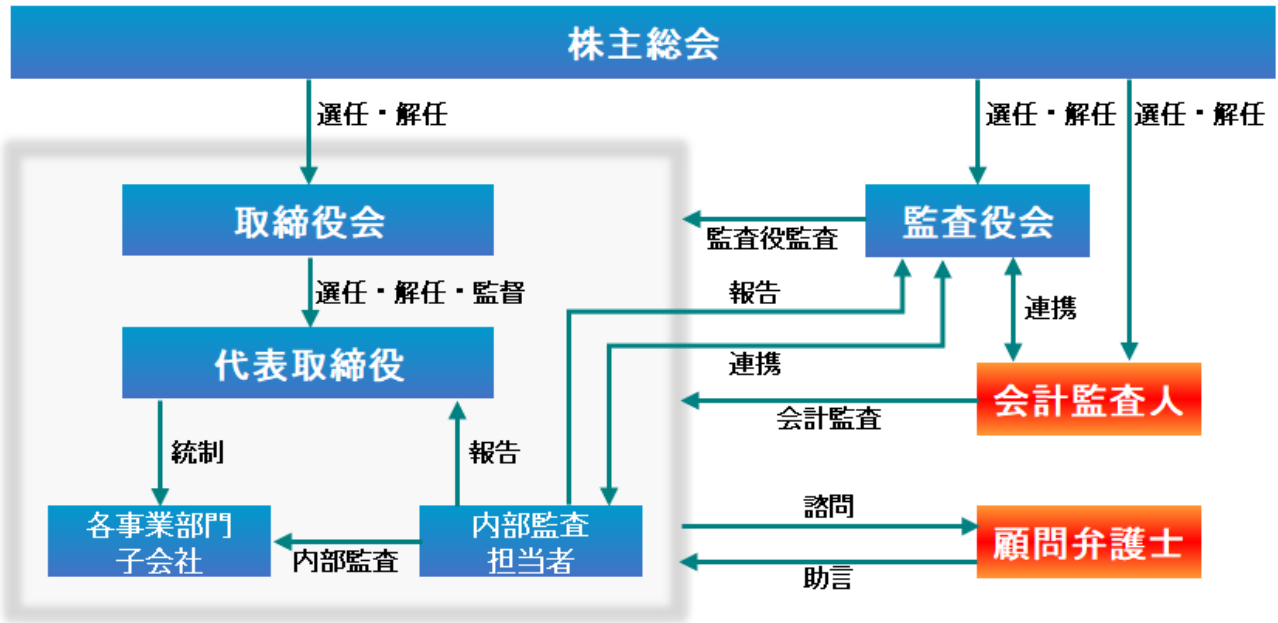 株主総会
選任・解任
選任・解任
選任・解任
取締役会
監査役会
監査役監査
選任・解任・監督
報告
連携
代表取締役
連携
会計監査人
会計監査
統制
報告
各事業部門
子会社
内部監査
内部監査
担当者
諮問
顧問弁護士
助言